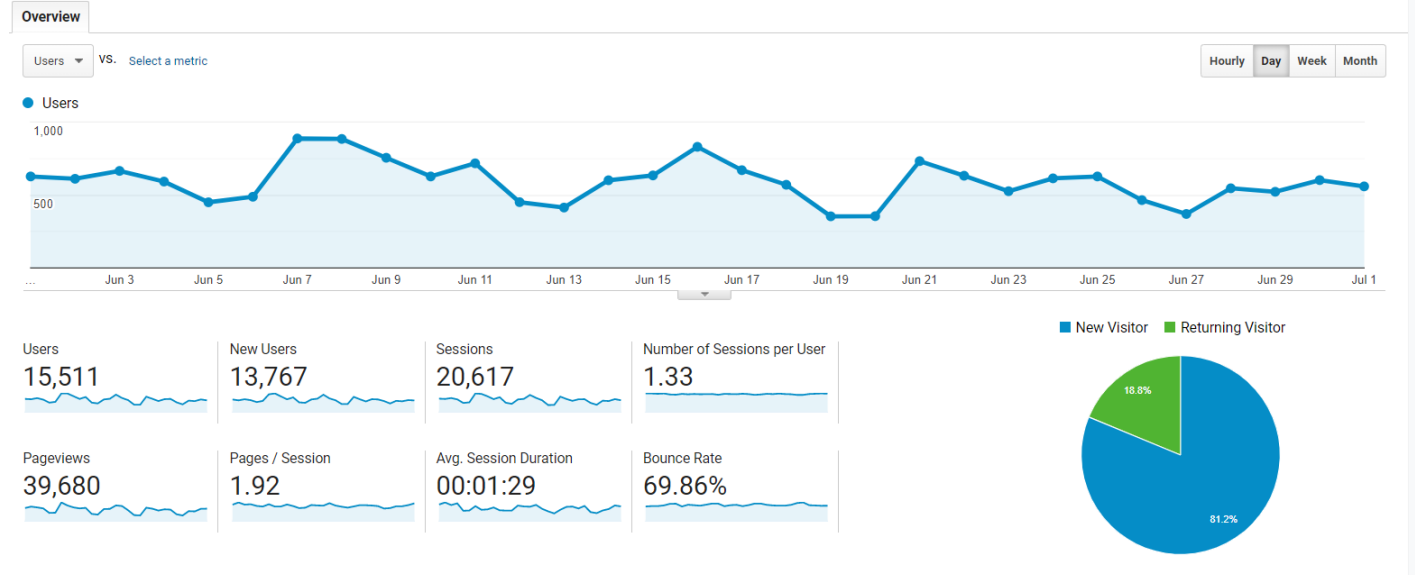 Overview
Users vs. Select a metric Hourly Day Week Month
Users
1,000
500
... Jun 3 Jun 5 Jun 7 Jun 9 Jun 11 Jun 13 Jun 15 Jun 17 Jun 19 Jun 21 Jun 23 Jun 25 Jun 27 Jun 29 Jul 1
New Visitor Returning Visitor
Users New Users Sessions Number of Sessions per User
15,511 13,767 20,617 1.33
18.8%
Pageviews Pages / Session Avg. Session Duration Bounce Rate
39,680 1.92 00:01:29 69.86%
81.2%